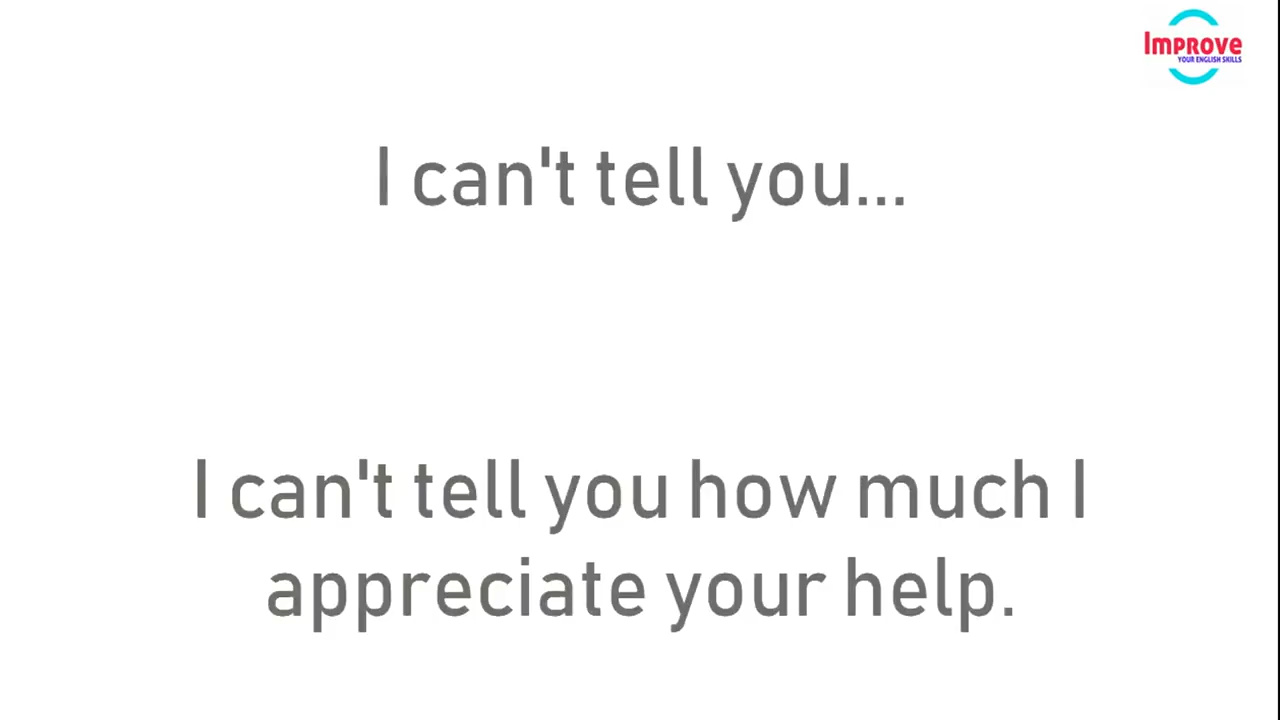 Improve
YOUR ENGLISH SKILLS
I can't tell you...
I can't tell you how much I
appreciate your help.